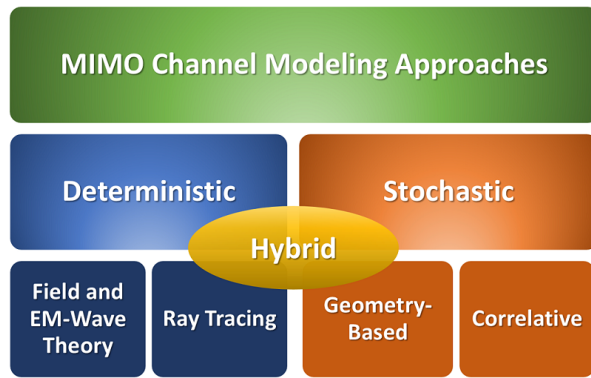 MIMO Channel Modeling Approaches
Deterministic
Stochastic
Hybrid
Field and
EM-Wave
Theory
Ray Tracing
Geometry-
Based
Correlative